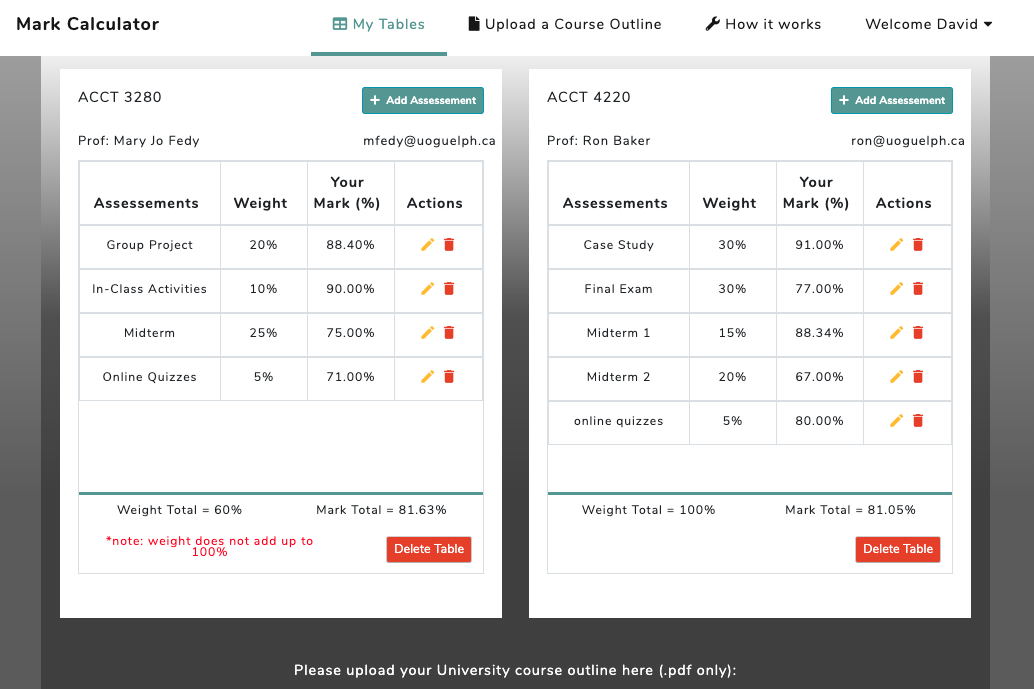 Mark Calculator My Tables Upload a Course Outline How it works Welcome David
ACCT 3280 + Add Assessement
Prof: Mary Jo Fedy mfedy@uoguelph.ca
Assessements Weight Your Mark (%) Actions
Group Project 20% 88.40%
In-Class Activities 10% 90.00%
Midterm 25% 75.00%
Online Quizzes 5% 71.00%
Weight Total = 60% Mark Total = 81.63%
*note: weight does not add up to
100%
Delete Table
ACCT 4220 + Add Assessement
Prof: Ron Baker ron@uoguelph.ca
Assessements Weight Your Mark (%) Actions
Case Study 30% 91.00%
Final Exam 30% 77.00%
Midterm 1 15% 88.34%
Midterm 2 20% 67.00%
online quizzes 5% 80.00%
Weight Total = 100% Mark Total = 81.05%
Delete Table
Please upload your University course outline here (.pdf only):